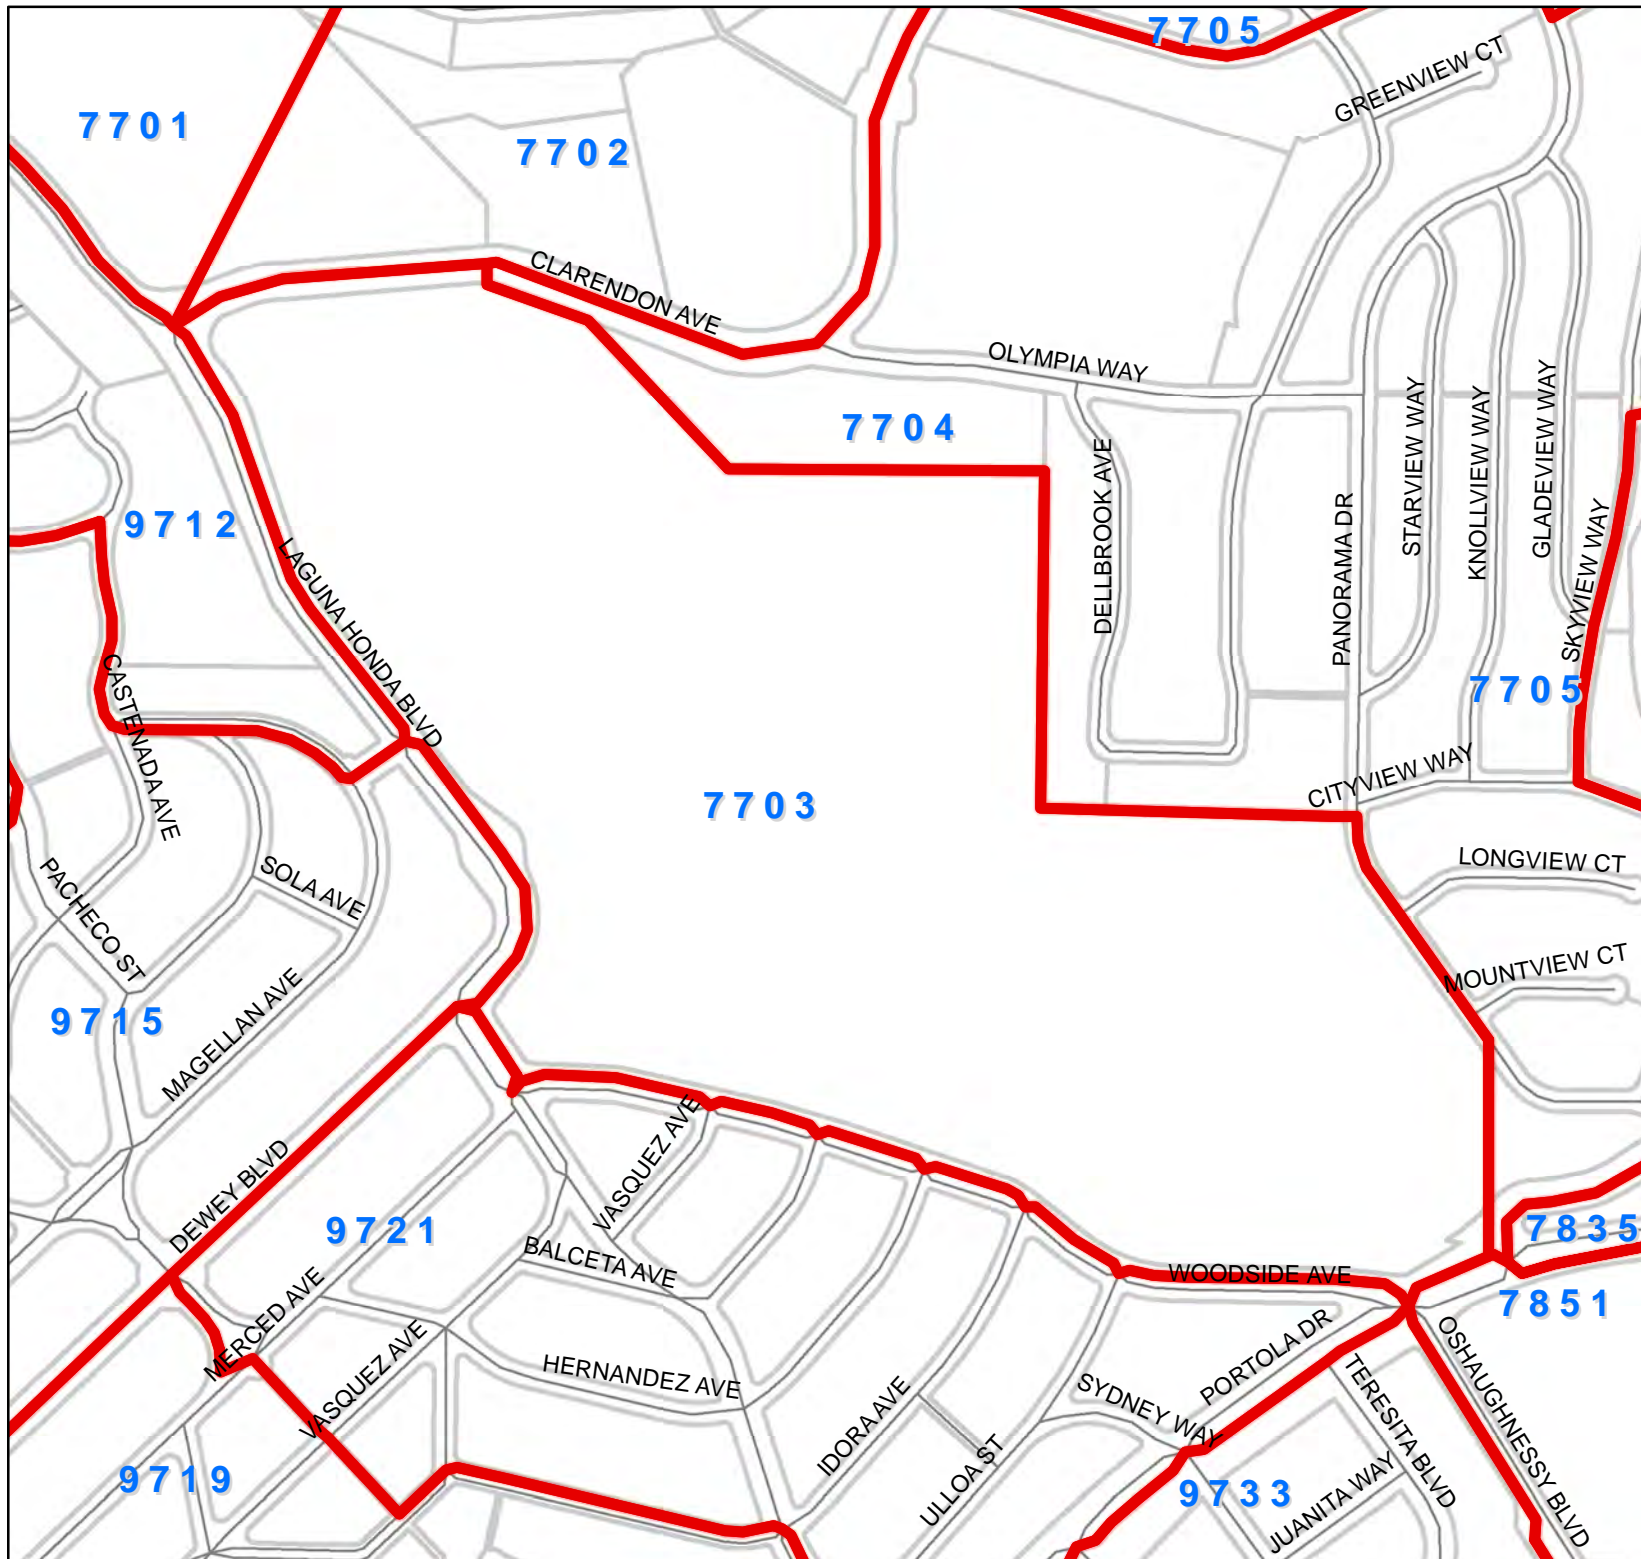 7705
GREENVIEW CT
7701
7702
CLARENDON AVE
OLYMPIA WAY
7704
STARVIEW WAY
KNOLLVIEW WAY
GLADEVIEW WAY
DELLBROOK AVE
PANORAMA DR
SKYVIEW WAY
9712
LAGUNA HONDA BLVD
CASTENADA AVE
7705
CITYVIEW WAY
7703
LONGVIEW CT
SOLA AVE
PACHECO ST
MOUNTVIEW CT
9715
MAGELLAN AVE
VASQUEZ AVE
DEWEY BLVD
9721
BALCETA AVE
7835
WOODSIDE AVE
7851
MERCED AVE
VASQUEZ AVE
HERNANDEZ AVE
PORTOLA DR
OSHAUGHNESSY BLVD
TERESITA BLVD
SYDNEY WAY
IDORA AVE
ULLOA ST
9719
9733
JUANITA WAY